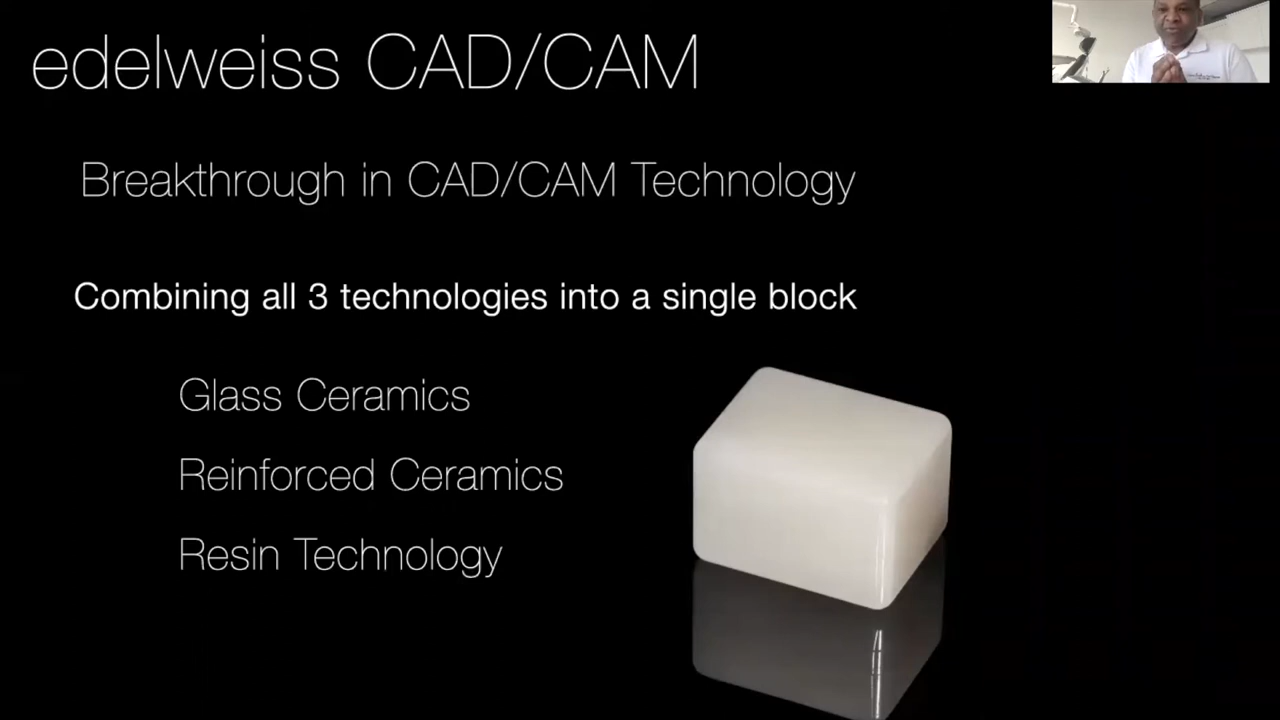 edelweiss CAD/CAM
Breakthrough in CAD/CAM Technology
Combining all 3 technologies into a single block
Glass Ceramics
Reinforced Ceramics
Resin Technology